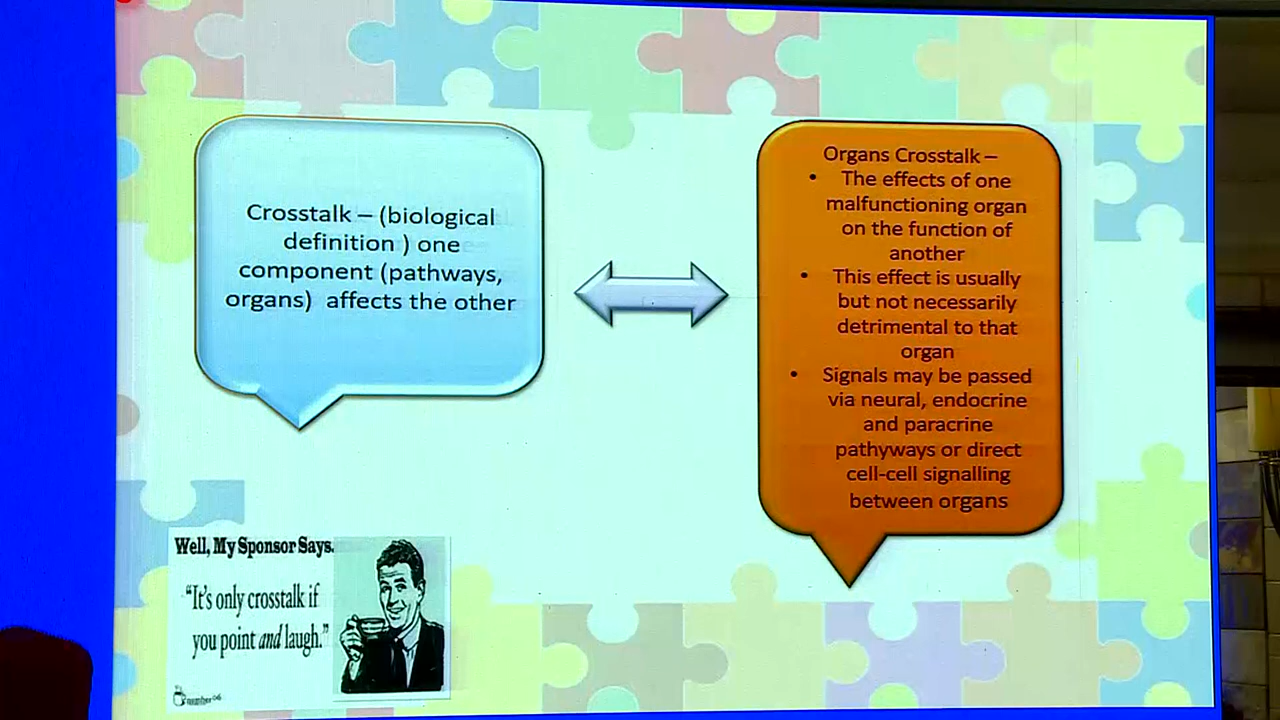 Crosstalk – (biological
definition ) one
component (pathways,
organs) affects the other
Organs Crosstalk –
• The effects of one
malfunctioning organ
on the function of
another
• This effect is usually
but not necessarily
detrimental to that
organ
• Signals may be passed
via neural, endocrine
and paracrine
pathyways or direct
cell-cell signalling
between organs
Well, My Sponsor Says.
“It's only crosstalk if
you point and laugh.”